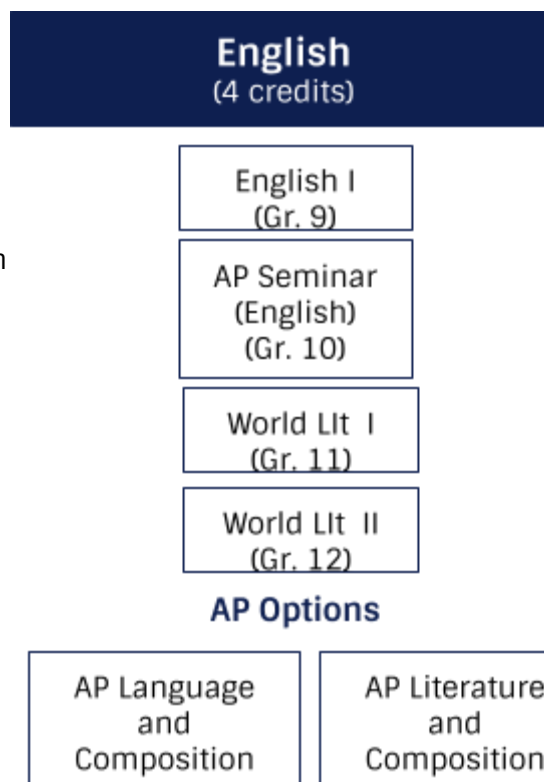 English
(4 credits)
English I
(Gr. 9)
n
AP Seminar
(English)
(Gr. 10)
World LIt I
(Gr. 11)
World LIt II
(Gr. 12)
AP Options
AP Language
and
Composition
AP Literature
and
Composition